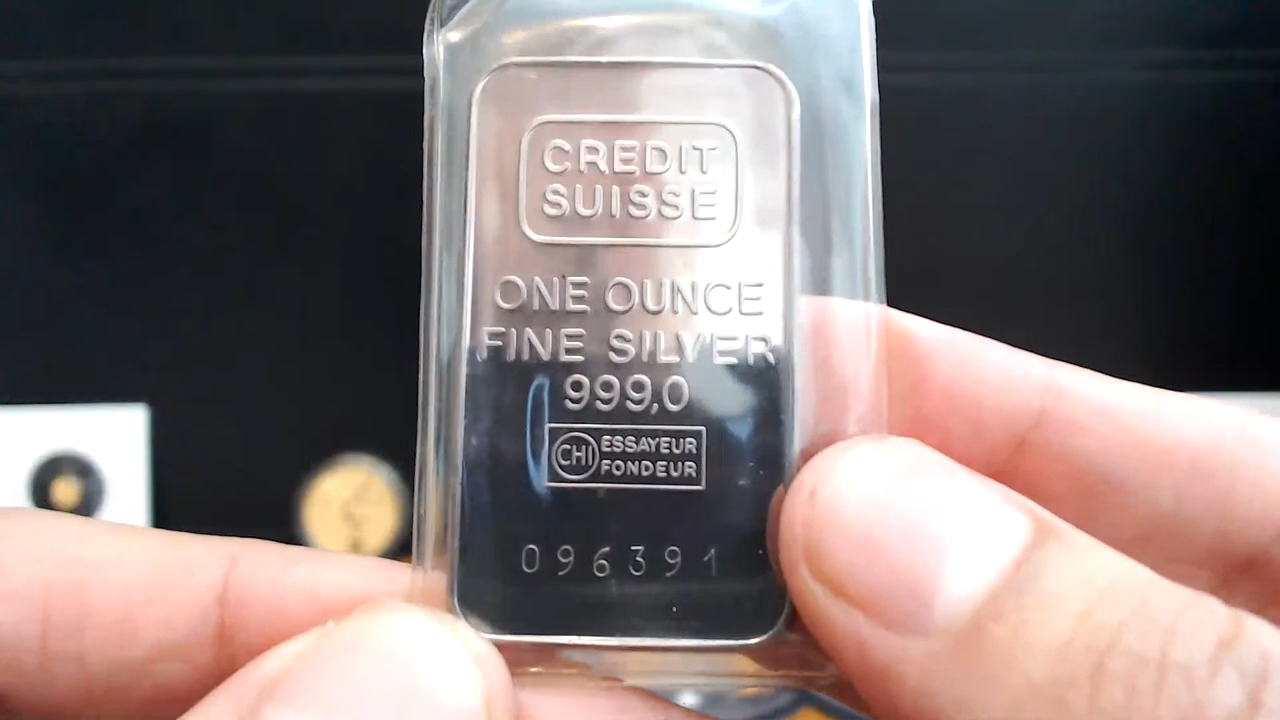 CREDIT
SUISSE
ONE OUNCE
FINE SILVER
999,0
CHI ESSAYEUR
FONDEUR
096391